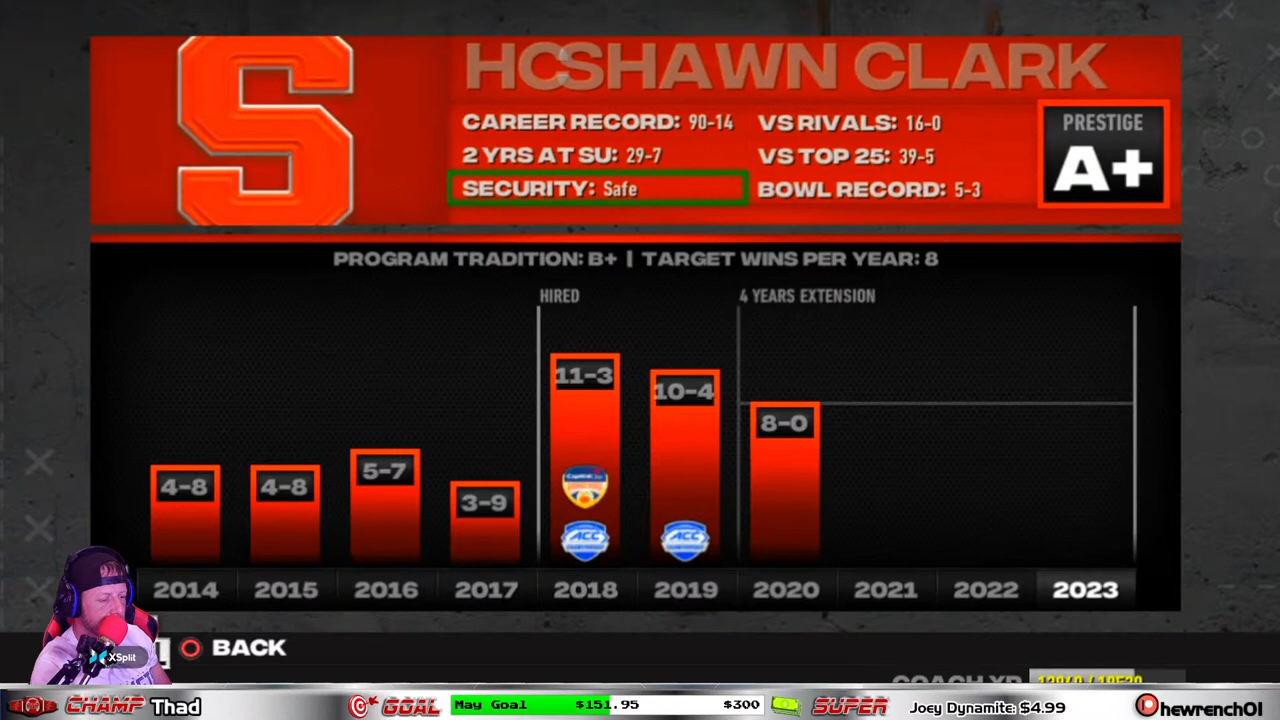 HCSHAWN CLARK
CAREER RECORD: 90-14
2 YRS AT SU: 29-7
SECURITY: Safe
VS RIVALS: 16-0
VS TOP 25: 39-5
BOWL RECORD: 5-3
PRESTIGE
A+
PROGRAM TRADITION: B+ | TARGET WINS PER YEAR: 8
HIRED
4 YEARS EXTENSION
4-8
4-8
5-7
3-9
11-3
10-4
8-0
ACC
ACC
2014 2015 2016 2017 2018 2019 2020 2021 2022 2023
XSplit
BACK
COACH XP
CHAMP Thad
GOAL
May Goal $151.95 $300
SUPER
Joey Dynamite: $4.99
hewrench01